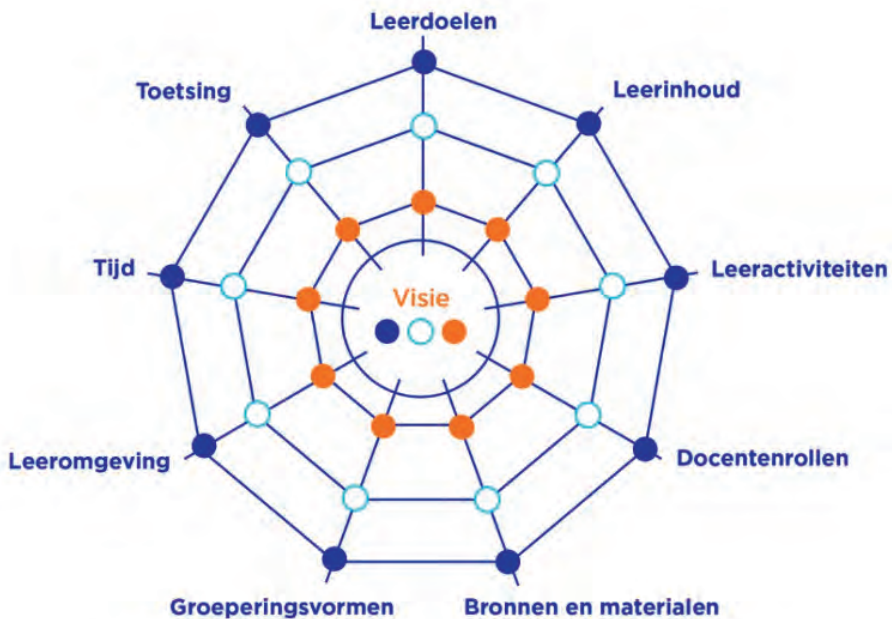 Leerdoelen
Toetsing
Leerinhoud
Tijd
Leeractiviteiten
Visie
Leeromgeving
Docentenrollen
Groeperingsvormen
Bronnen en materialen